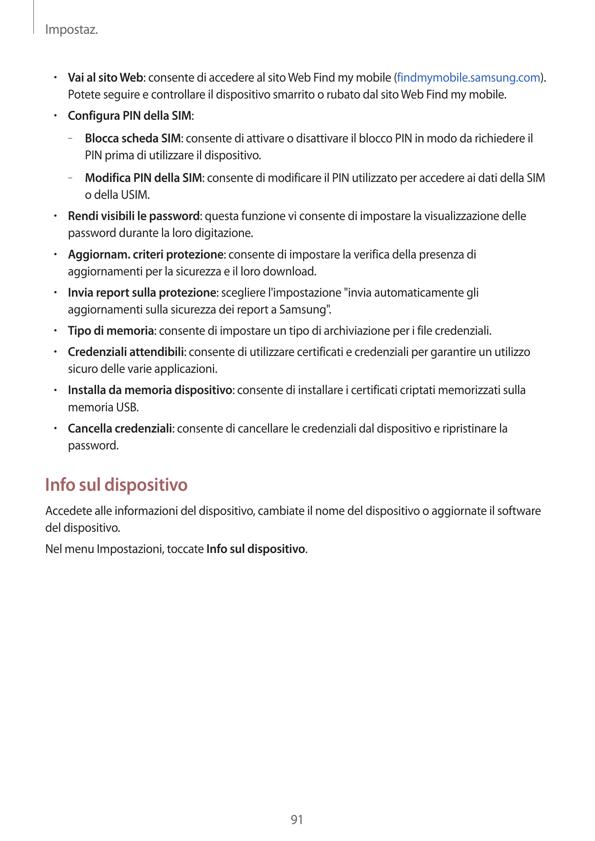 Impostaz.
• Vai al sito Web: consente di accedere al sito Web Find my mobile (findmymobile.samsung.com).
Potete seguire e controllare il dispositivo smarrito o rubato dal sito Web Find my mobile.
• Configura PIN della SIM:
– Blocca scheda SIM: consente di attivare o disattivare il blocco PIN in modo da richiedere il
PIN prima di utilizzare il dispositivo.
– Modifica PIN della SIM: consente di modificare il PIN utilizzato per accedere ai dati della SIM
o della USIM.
• Rendi visibili le password: questa funzione vi consente di impostare la visualizzazione delle
password durante la loro digitazione.
• Aggiornam. criteri protezione: consente di impostare la verifica della presenza di
aggiornamenti per la sicurezza e il loro download.
• Invia report sulla protezione: scegliere l'impostazione "invia automaticamente gli
aggiornamenti sulla sicurezza dei report a Samsung".
• Tipo di memoria: consente di impostare un tipo di archiviazione per i file credenziali.
• Credenziali attendibili: consente di utilizzare certificati e credenziali per garantire un utilizzo
sicuro delle varie applicazioni.
• Installa da memoria dispositivo: consente di installare i certificati criptati memorizzati sulla
memoria USB.
• Cancella credenziali: consente di cancellare le credenziali dal dispositivo e ripristinare la
password.
Info sul dispositivo
Accedete alle informazioni del dispositivo, cambiate il nome del dispositivo o aggiornate il software
del dispositivo.
Nel menu Impostazioni, toccate Info sul dispositivo.
91